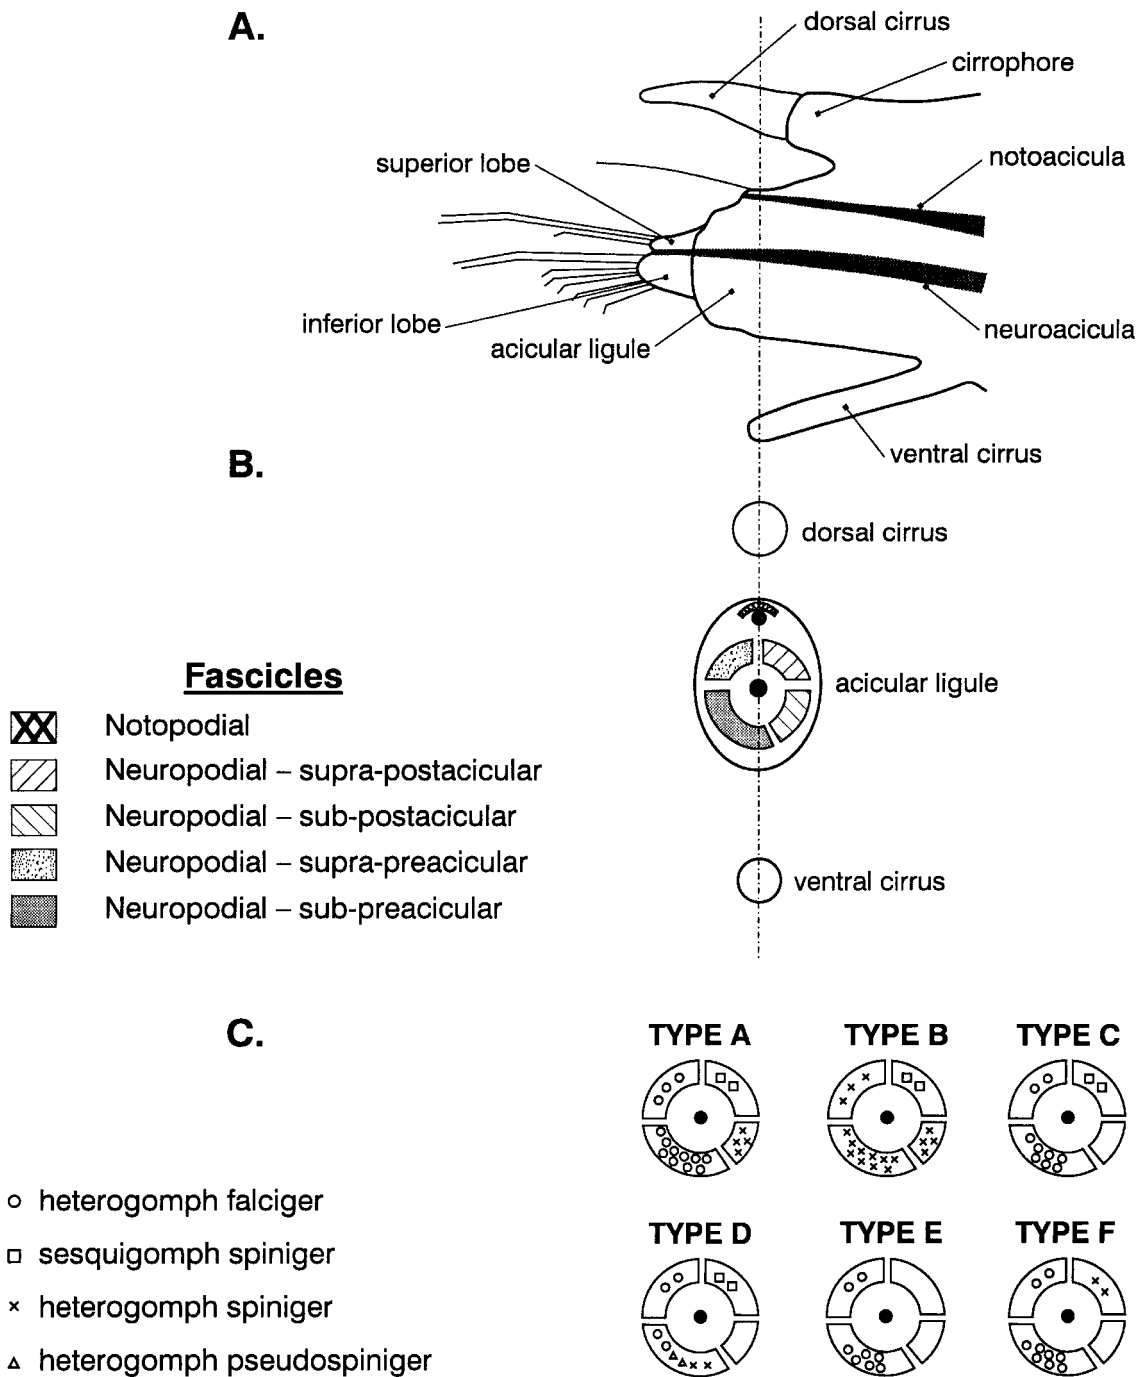 A.
dorsal cirrus
cirrophore
superior lobe
notoacicula
inferior lobe
acicular ligule
neuroacicula
ventral cirrus
B.
dorsal cirrus
Fascicles
acicular ligule
Notopodial
Neuropodial – supra-postacicular
Neuropodial – sub-postacicular
Neuropodial – supra-preacicular
Neuropodial – sub-preacicular
ventral cirrus
C.
TYPE A TYPE B TYPE C
heterogomph falciger
TYPE D TYPE E TYPE F
sesquigomph spiniger
heterogomph spiniger
heterogomph pseudospiniger